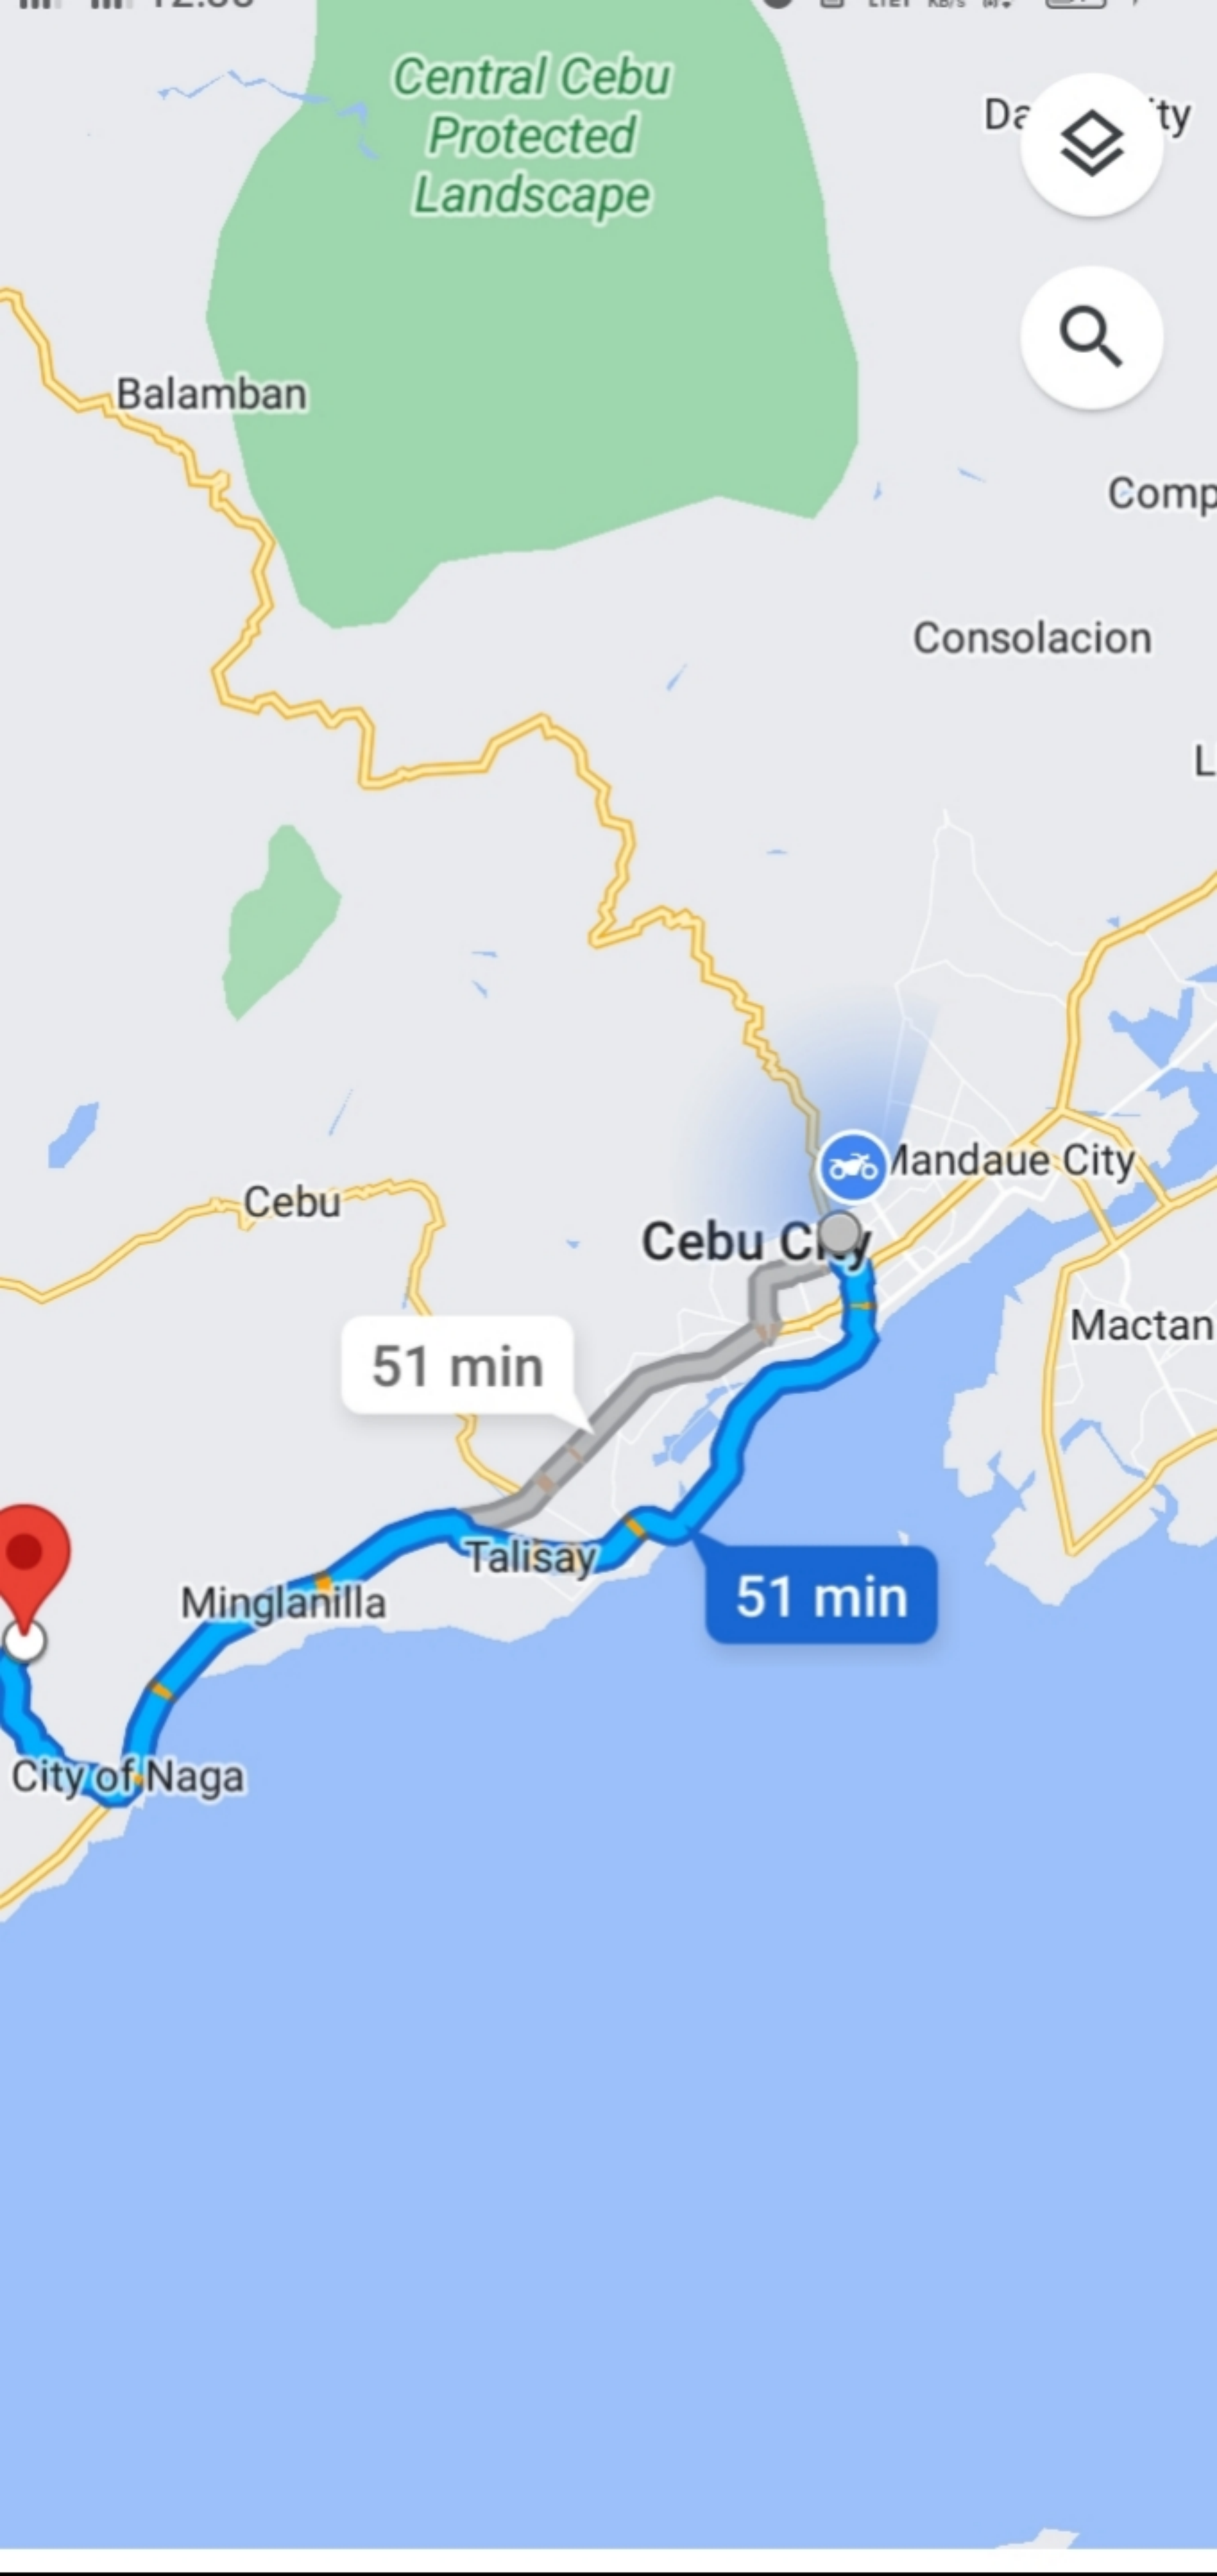 Central Cebu
Protected
Landscape
Balamban
Comp
Consolacion
L
Mandaue City
Cebu
Cebu City
Mactan
51 min
Talisay
51 min
Minglanilla
City of Naga